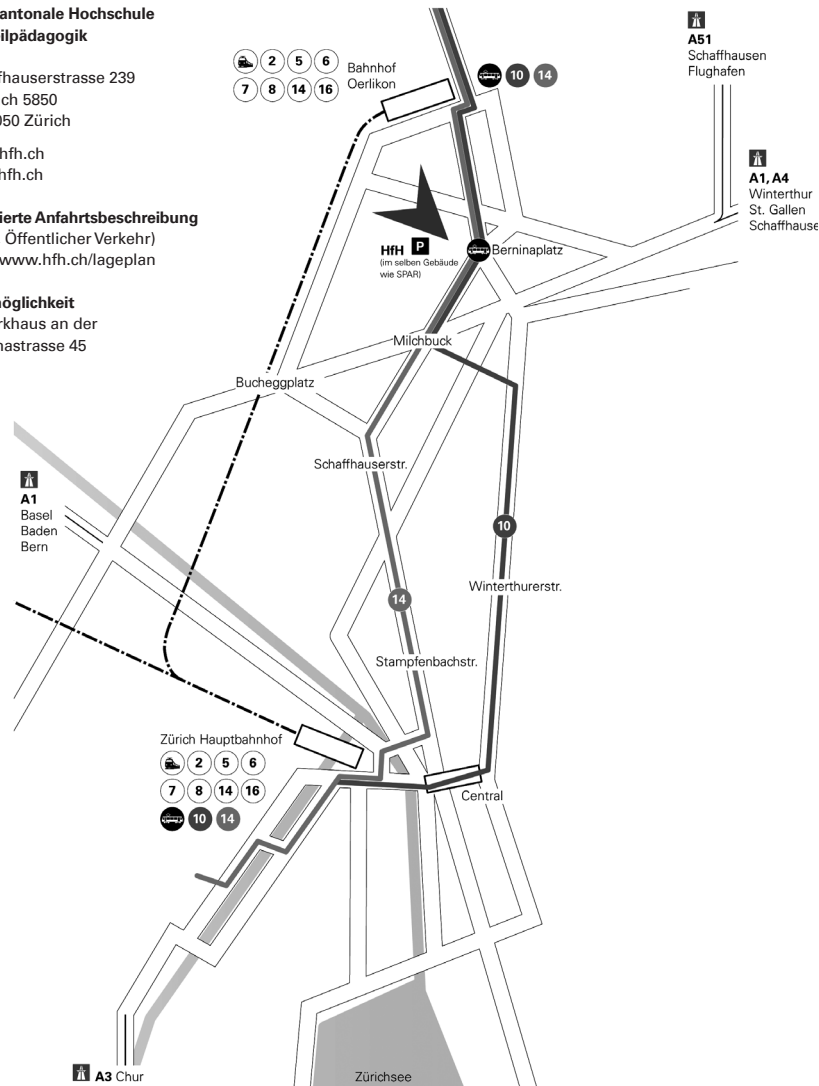 antonale Hochschule
ilpädagogik
fhauserstrasse 239
ch 5850
050 Zürich
hfh.ch
hfh.ch
ierte Anfahrtsbeschreibung
Öffentlicher Verkehr)
www.hfh.ch/lageplan
öglichkeit
rkhaus an der
nastrasse 45
2 5 6
7 8 14 16
Bahnhof
Oerlikon
10 14
A51
Schaffhausen
Flughafen
A1, A4
Winterthur
St. Gallen
Schaffhause
HfH P
(im selben Gebäude
wie SPAR)
Berninaplatz
Milchbuck
Bucheggplatz
Schaffhauserstr.
A1
Basel
Baden
Bern
10
Winterthurerstr.
14
Stampfenbachstr.
Zürich Hauptbahnhof
2 5 6
7 8 14 16
10 14
Central
A3 Chur
Zürichsee